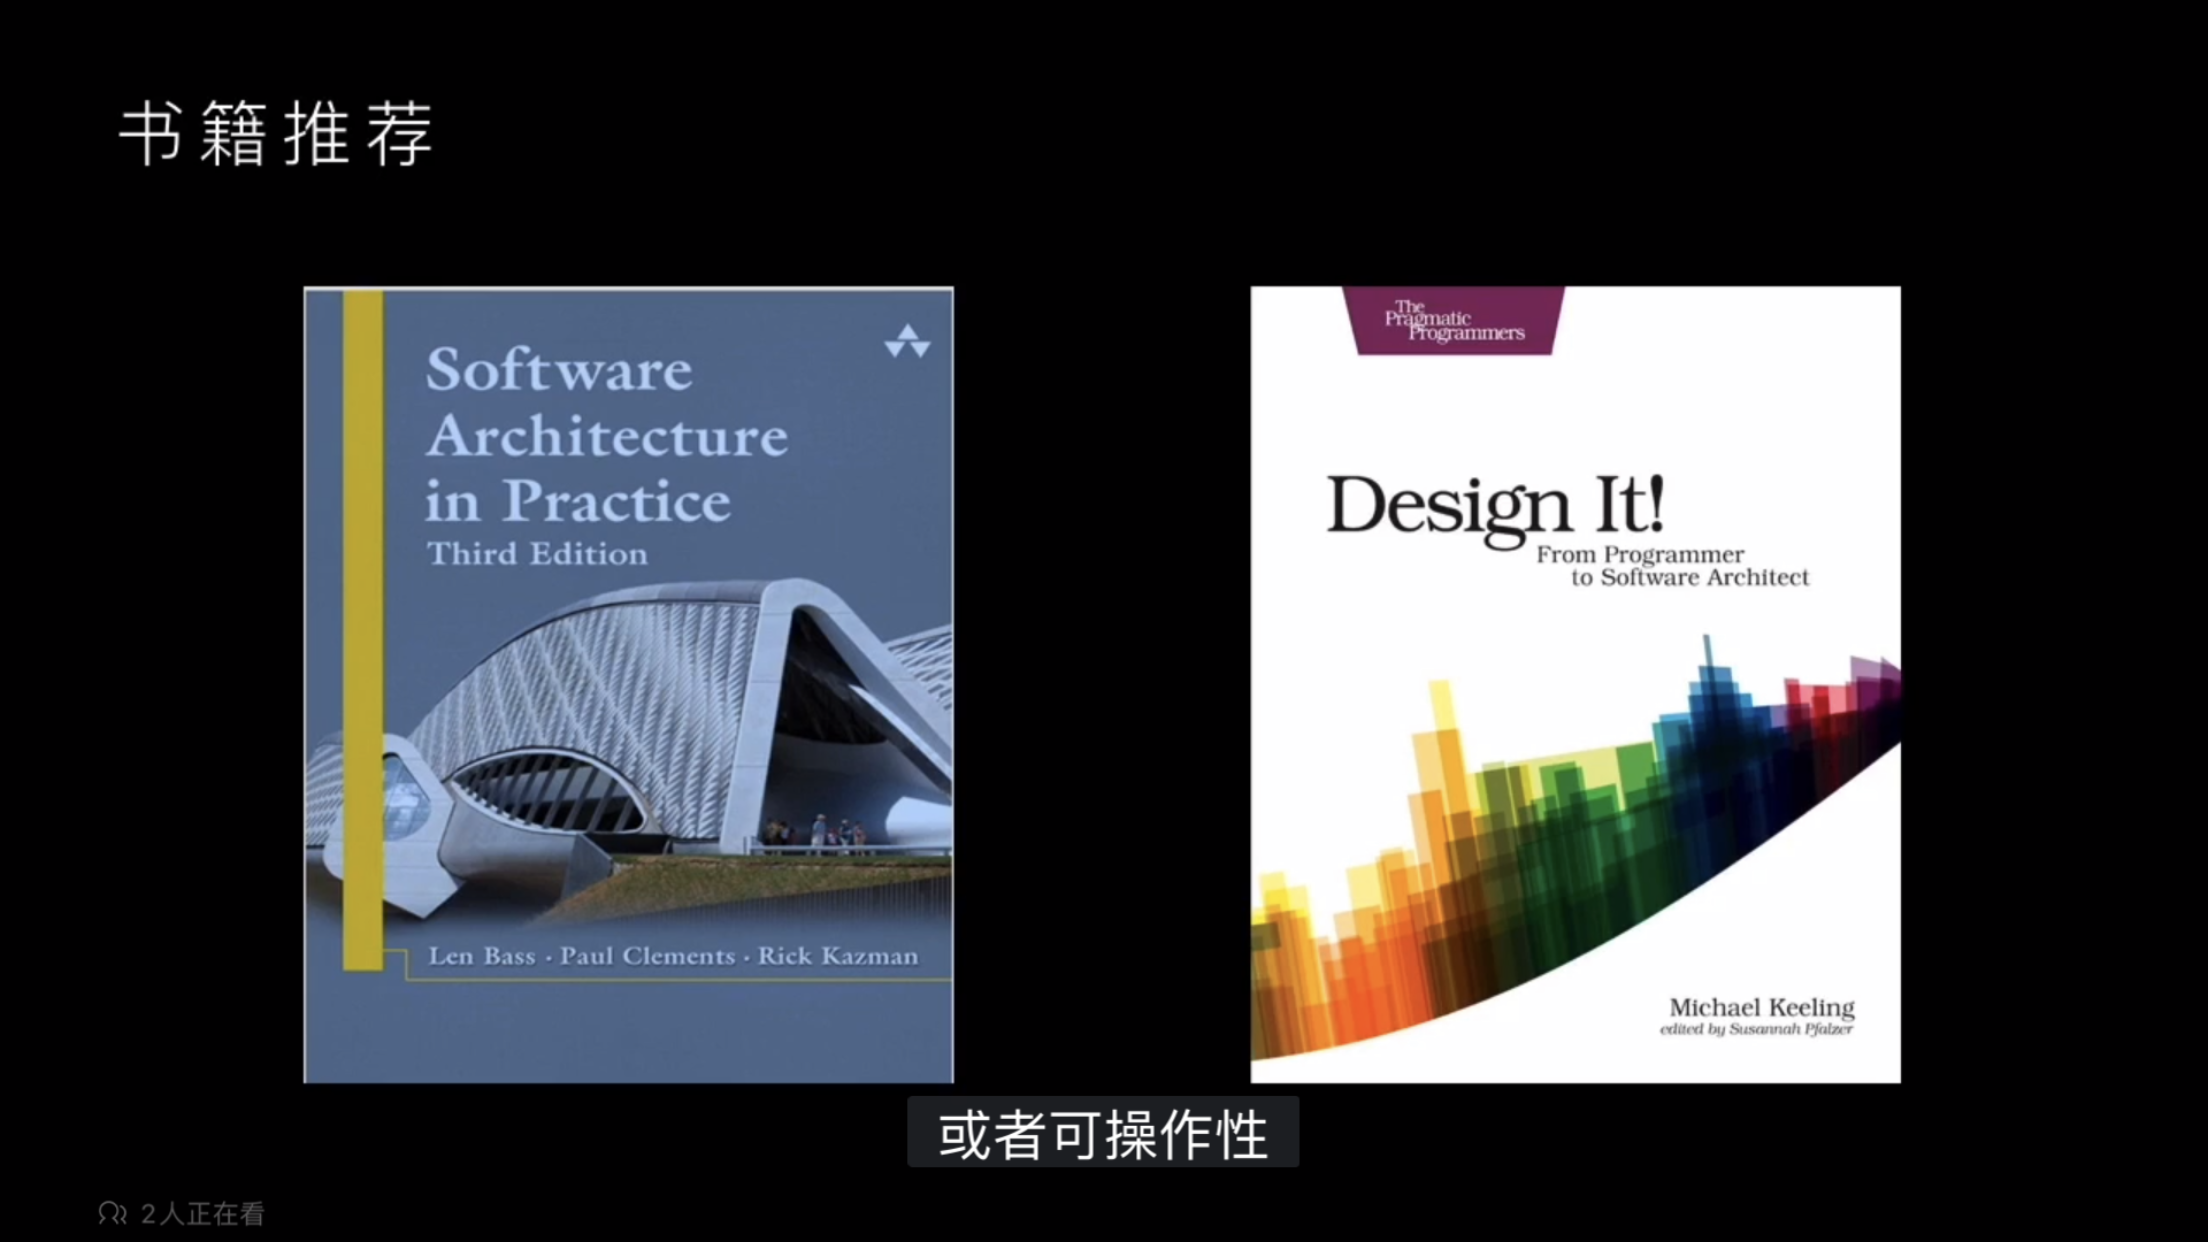 书籍推荐
Software
Architecture
in Practice
Third Edition
Len Bass • Paul Clements • Rick Kazman
The
Pragmatic
Programmers
Design It!
From Programmer
to Software Architect
Michael Keeling
edited by Susannah Pfalzer
或者可操作性
2人正在看